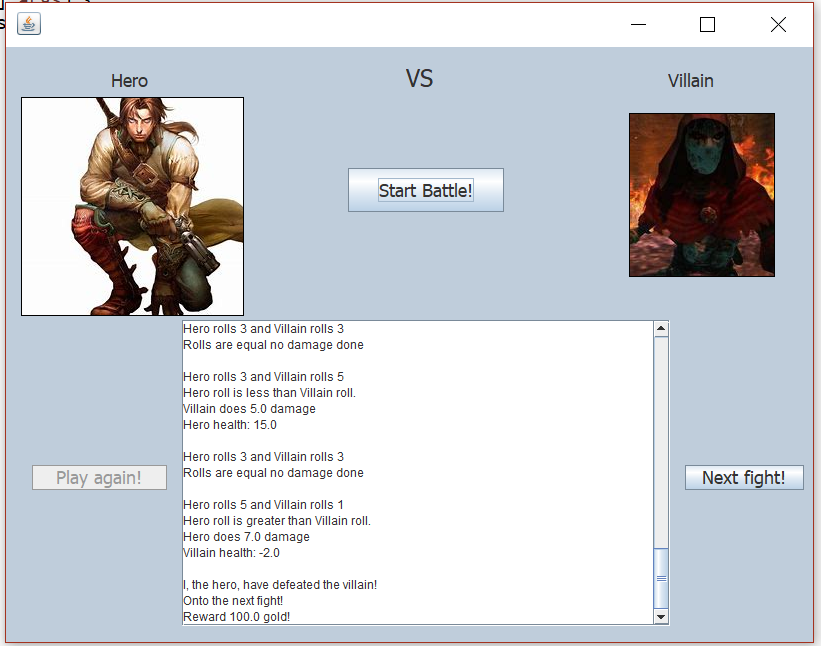 Hero
VS
Villain
Start Battle!
Hero rolls 3 and Villain rolls 3
Rolls are equal no damage done
Hero rolls 3 and Villain rolls 5
Hero roll is less than Villain roll.
Villain does 5.0 damage
Hero health: 15.0
Hero rolls 3 and Villain rolls 3
Rolls are equal no damage done
Hero rolls 5 and Villain rolls 1
Hero roll is greater than Villain roll.
Hero does 7.0 damage
Villain health: -2.0
I, the hero, have defeated the villain!
Onto the next fight!
Reward 100.0 gold!
Play again!
Next fight!